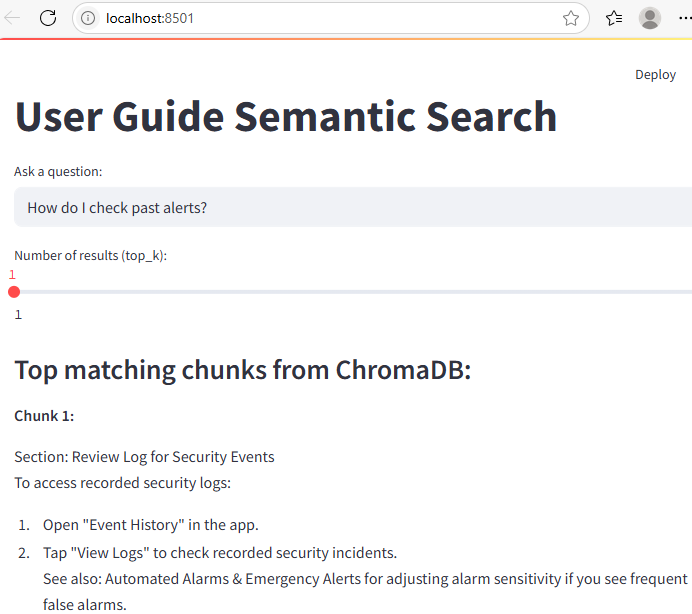 localhost:8501
Deploy
User Guide Semantic Search
Ask a question:
How do I check past alerts?
Number of results (top_k):
1
1
Top matching chunks from ChromaDB:
Chunk 1:
Section: Review Log for Security Events
To access recorded security logs:
1. Open "Event History" in the app.
2. Tap "View Logs" to check recorded security incidents.
See also: Automated Alarms & Emergency Alerts for adjusting alarm sensitivity if you see frequent
false alarms.